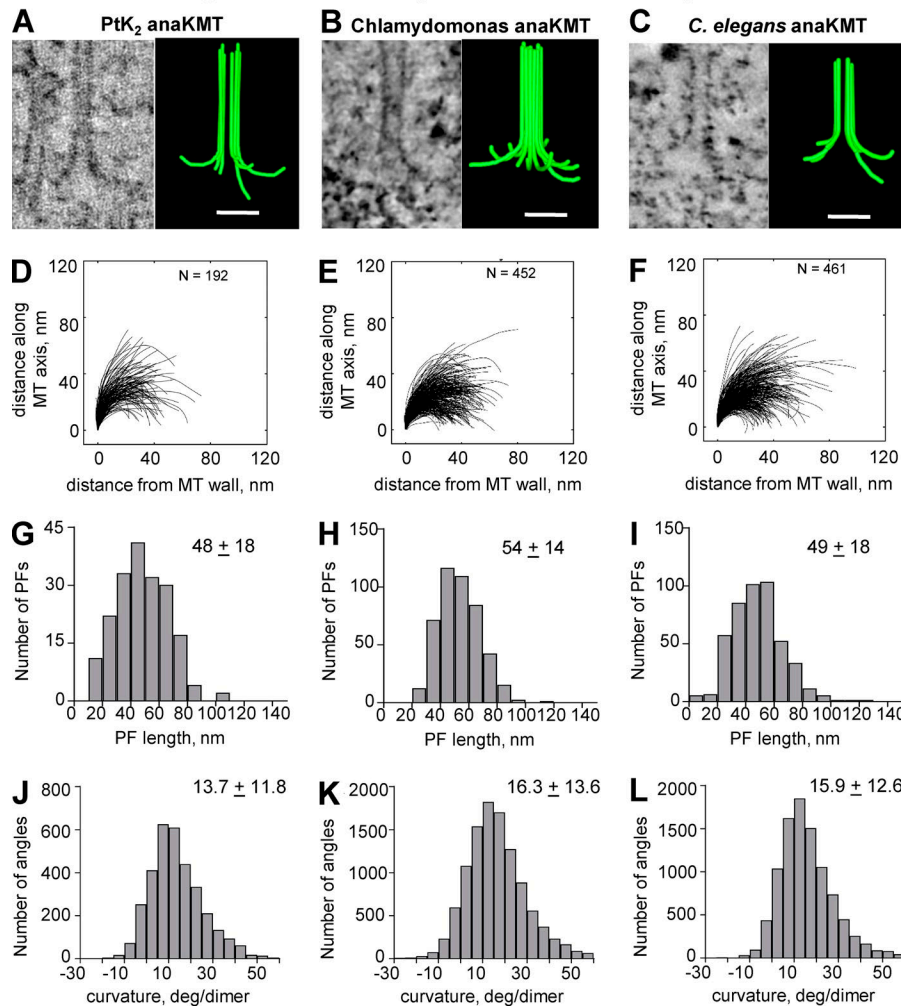 A PtK2 anaKMT
B Chlamydomonas anaKMT
C C. elegans anaKMT
D
120
80
40
0
distance along
MT axis, nm
N = 192
0 40 80 120
distance from MT wall, nm
E
120
80
40
0
distance along
MT axis, nm
N = 452
0 40 80 120
distance from MT wall, nm
F
120
80
40
0
distance along
MT axis, nm
N = 461
0 40 80 120
distance from MT wall, nm
G
45
30
15
0
Number of PFs
48 ± 18
20 40 60 80 100 140
PF length, nm
H
150
100
50
0
Number of PFs
54 ± 14
20 40 60 80 100 140
PF length, nm
I
150
100
50
0
Number of PFs
49 ± 18
20 40 60 80 100 140
PF length, nm
J
800
600
400
200
0
Number of angles
13.7 ± 11.8
-30 -10 10 30 50
curvature, deg/dimer
K
2000
1500
1000
500
0
Number of angles
16.3 ± 13.6
-30 -10 10 30 50
curvature, deg/dimer
L
2000
1500
1000
500
0
Number of angles
15.9 ± 12.6
-30 -10 10 30 50
curvature, deg/dimer